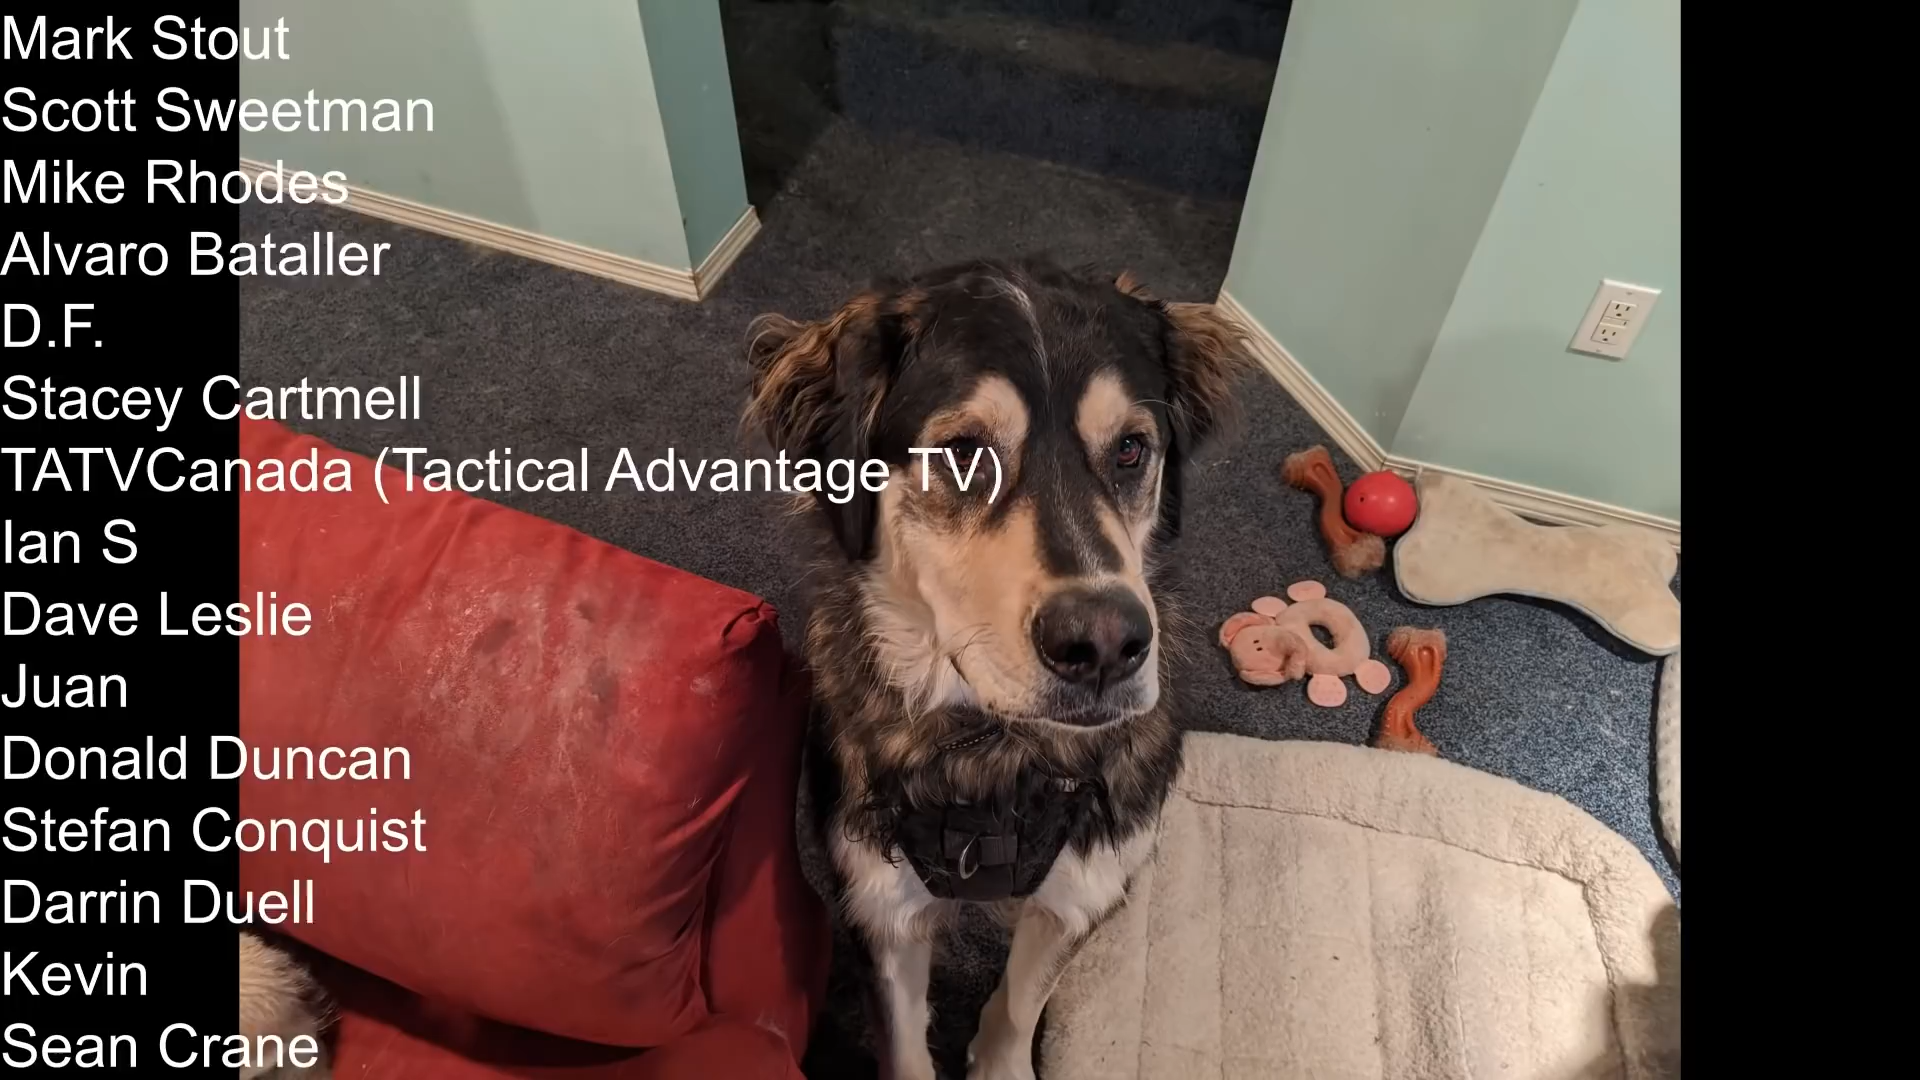 Mark Stout
Scott Sweetman
Mike Rhodes
Alvaro Bataller
D.F.
Stacey Cartmell
TATVCanada (Tactical Advantage TV)
Ian S
Dave Leslie
Juan
Donald Duncan
Stefan Conquist
Darrin Duell
Kevin
Sean Crane